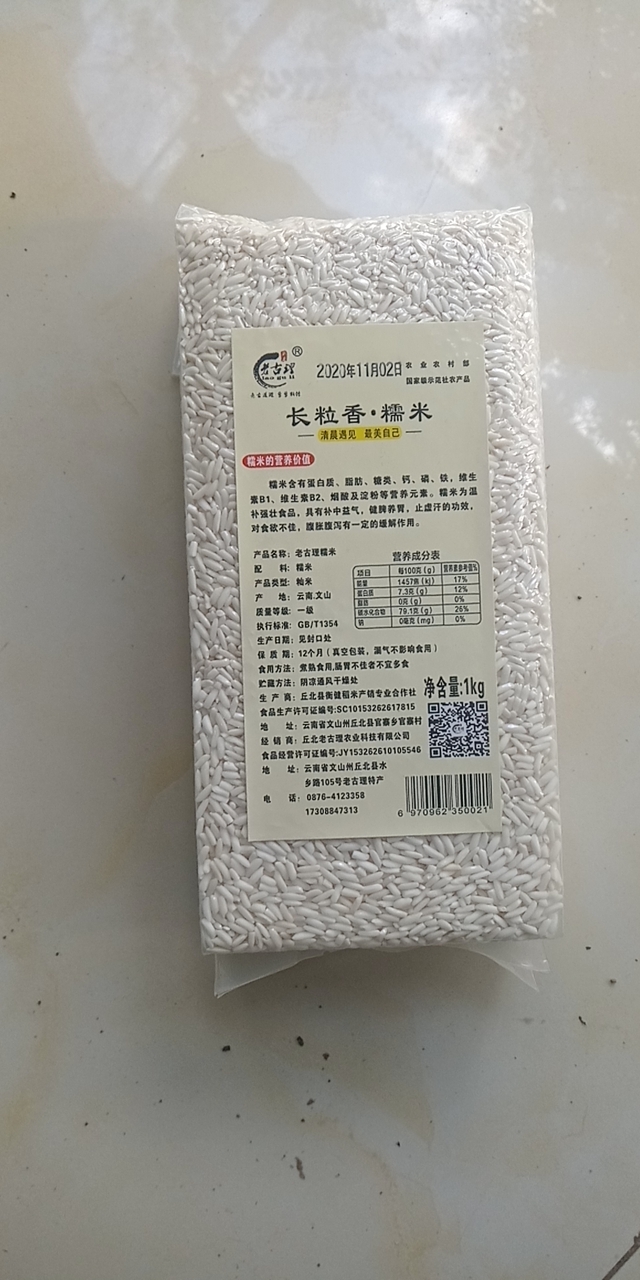 老古理®
2020年11月02日
农业农村部
国家级示范社农产品
长粒香·糯米
清晨遇见 最美自己
糯米的营养价值
糯米含有蛋白质、脂肪、糖类、钙、磷、铁,维生
素B1、维生素B2、烟酸及淀粉等营养元素。糯米为温
补强壮食品,具有补中益气,健脾养胃,止虚汗的功效,
对食欲不佳,腹胀腹泻有一定的缓解作用。
产品名称: 老古理糯米
配 料: 糯米
产品类型: 籼米
产 地: 云南.文山
质量等级: 一级
执行标准: GB/T1354
生产日期: 见封口处
保 质 期: 12个月(真空包装,漏气不影响食用)
食用方法: 煮熟食用,肠胃不佳者不宜多食
贮藏方法: 阴凉通风干燥处
生 产 商: 丘北县衡健稻米产销专业合作社
食品生产许可证编号:SC10153262617815
地 址: 云南省文山州丘北县官寨乡官寨村
经 销 商: 丘北老古理农业科技有限公司
食品经营许可证编号:JY153262610105546
地 址: 云南省文山州丘北县水
乡路105号老古理特产
电 话: 0876-4123358
17308847313
营养成分表
项目 每100克(g) 营养素参考值%
能量 1457焦(kj) 17%
蛋白质 7.3克(g) 12%
脂肪 0克(g) 0%
碳水化合物 79.1克(g) 26%
钠 0毫克(mg) 0%
净含量:1kg
6 970962 350021